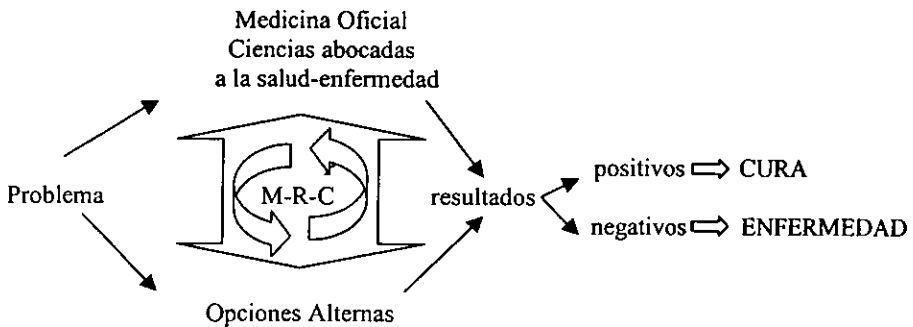 Medicina Oficial
Ciencias abocadas
a la salud-enfermedad
Problema
M-R-C
resultados
positivos ⇨ CURA
negativos ⇨ ENFERMEDAD
Opciones Alternas